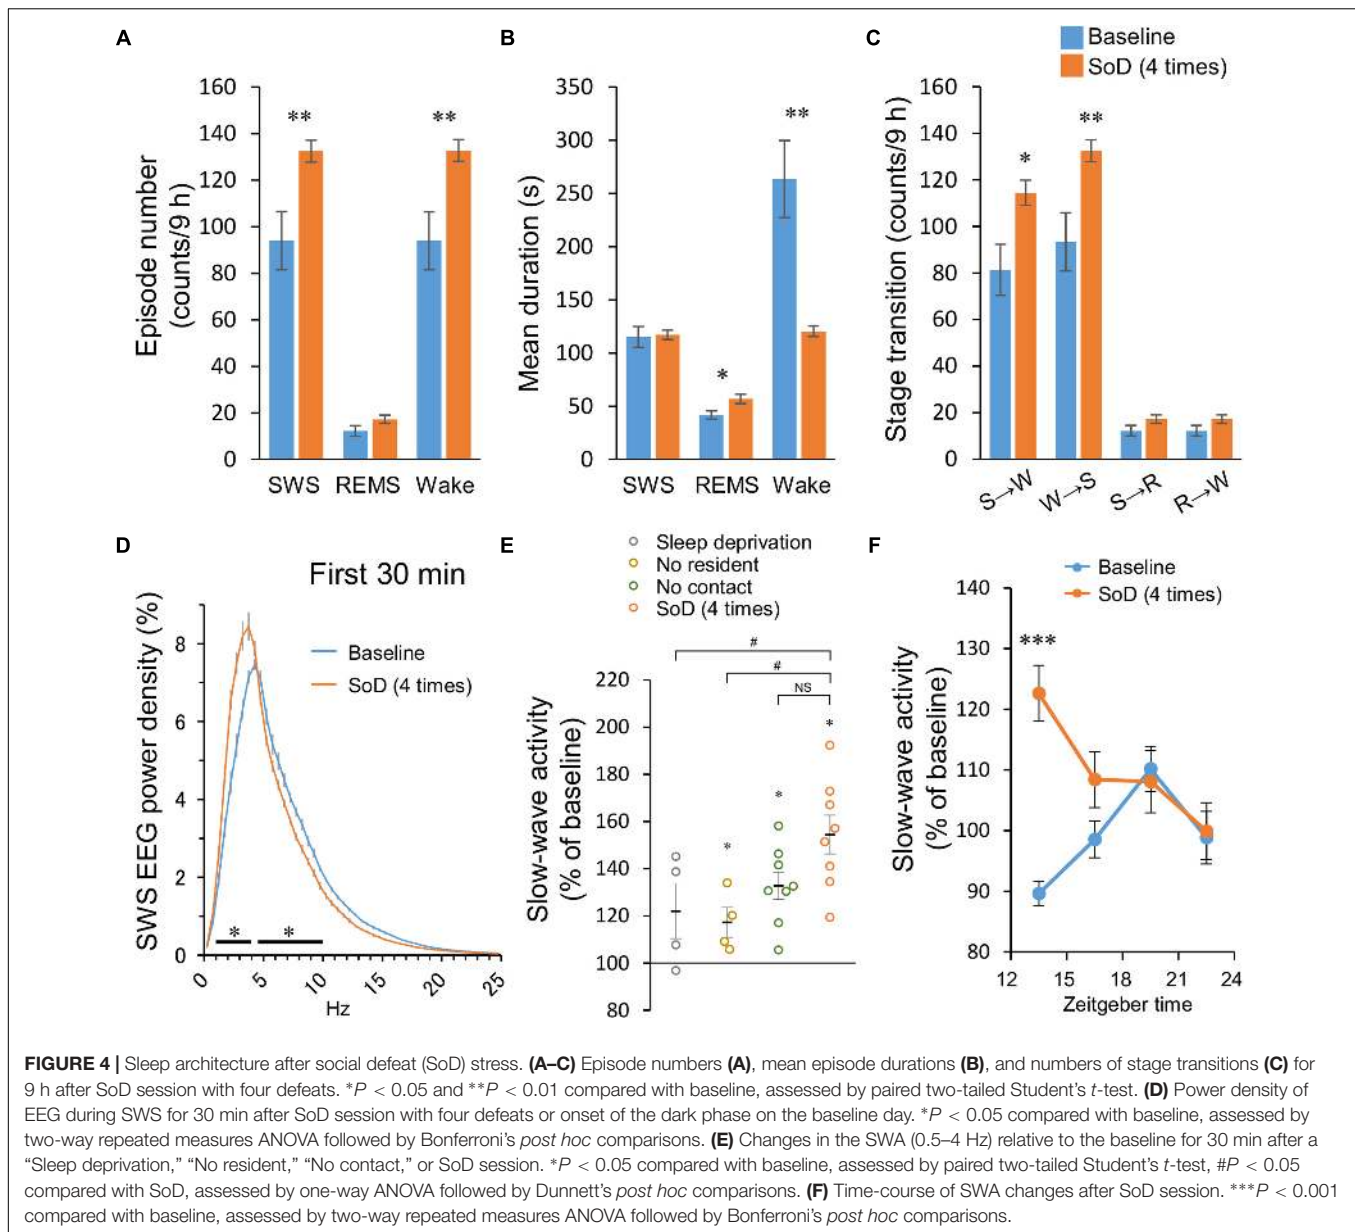 A
B
C
Baseline
SoD (4 times)
160
140
120
100
80
60
40
20
0
Episode number
(counts/9 h)
**
**
SWS REMS Wake
350
300
250
200
150
100
50
0
Mean duration (s)
*
**
SWS REMS Wake
160
140
120
100
80
60
40
20
0
Stage transition (counts/9 h)
*
**
S→W
W→S
S→R
R→W
D
First 30 min
Baseline
SoD (4 times)
SWS EEG power density (%)
8
6
4
2
0
* *
0 5 10 15 20 25
Hz
E
Sleep deprivation
No resident
No contact
SoD (4 times)
#
#
NS
*
*
*
220
200
180
160
140
120
100
80
Slow-wave activity
(% of baseline)
F
Baseline
SoD (4 times)
140
130
120
110
100
90
80
***
Slow-wave activity
(% of baseline)
12 15 18 21 24
Zeitgeber time
FIGURE 4 | Sleep architecture after social defeat (SoD) stress. (A–C) Episode numbers (A), mean episode durations (B), and numbers of stage transitions (C) for
9 h after SoD session with four defeats. *P < 0.05 and **P < 0.01 compared with baseline, assessed by paired two-tailed Student's t-test. (D) Power density of
EEG during SWS for 30 min after SoD session with four defeats or onset of the dark phase on the baseline day. *P < 0.05 compared with baseline, assessed by
two-way repeated measures ANOVA followed by Bonferroni's post hoc comparisons. (E) Changes in the SWA (0.5–4 Hz) relative to the baseline for 30 min after a
“Sleep deprivation,” “No resident,” “No contact,” or SoD session. *P < 0.05 compared with baseline, assessed by paired two-tailed Student's t-test, #P < 0.05
compared with SoD, assessed by one-way ANOVA followed by Dunnett's post hoc comparisons. (F) Time-course of SWA changes after SoD session. ***P < 0.001
compared with baseline, assessed by two-way repeated measures ANOVA followed by Bonferroni's post hoc comparisons.